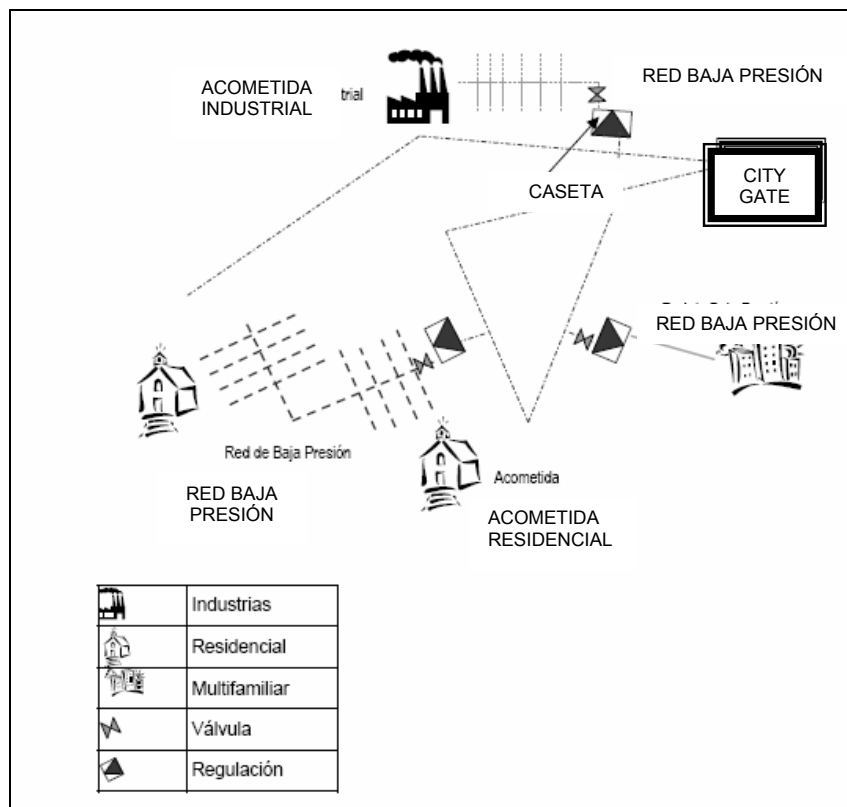 ACOMETIDA
INDUSTRIAL
trial
RED BAJA PRESIÓN
CASETA
CITY
GATE
RED BAJA PRESIÓN
Red de Baja Presión
RED BAJA
PRESIÓN
Acometida
ACOMETIDA
RESIDENCIAL
Industrias
Residencial
Multifamiliar
Válvula
Regulación